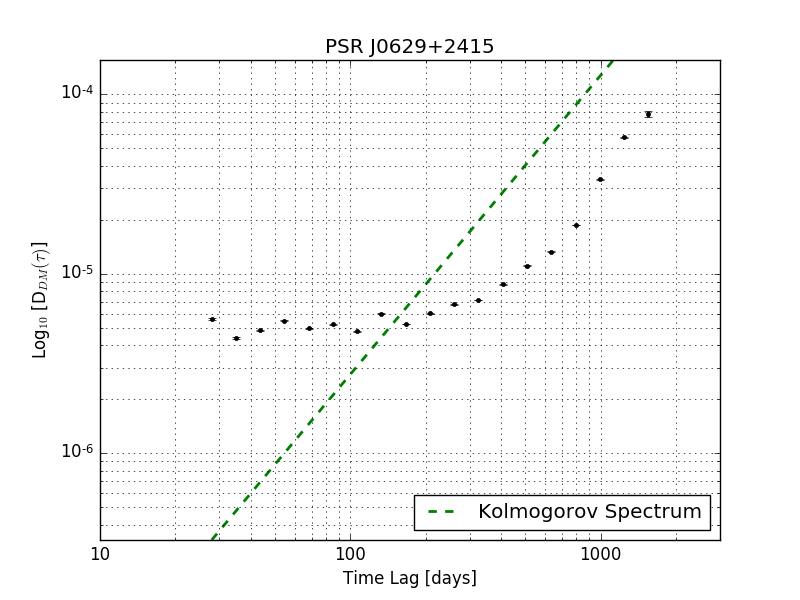 PSR J0629+2415
10⁻⁴
10⁻⁵
10⁻⁶
Log₁₀ [D_DM(τ)]
Kolmogorov Spectrum
10 100 1000
Time Lag [days]